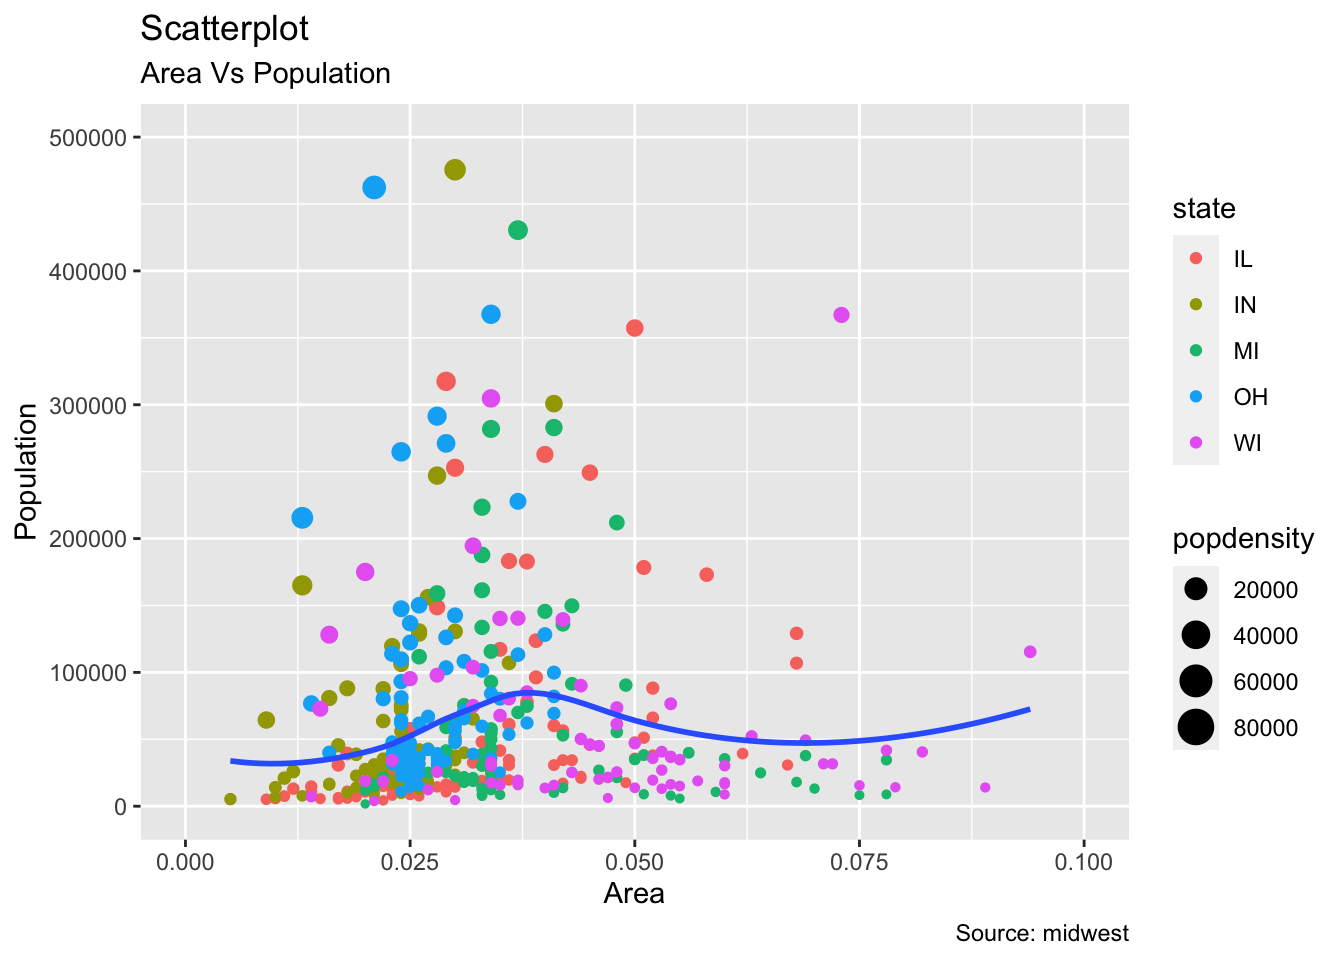 Scatterplot
Area Vs Population
500000
400000
300000
200000
100000
0
Population
0.000
0.025
0.050
0.075
0.100
Area
state
IL
IN
MI
OH
WI
popdensity
20000
40000
60000
80000
Source: midwest